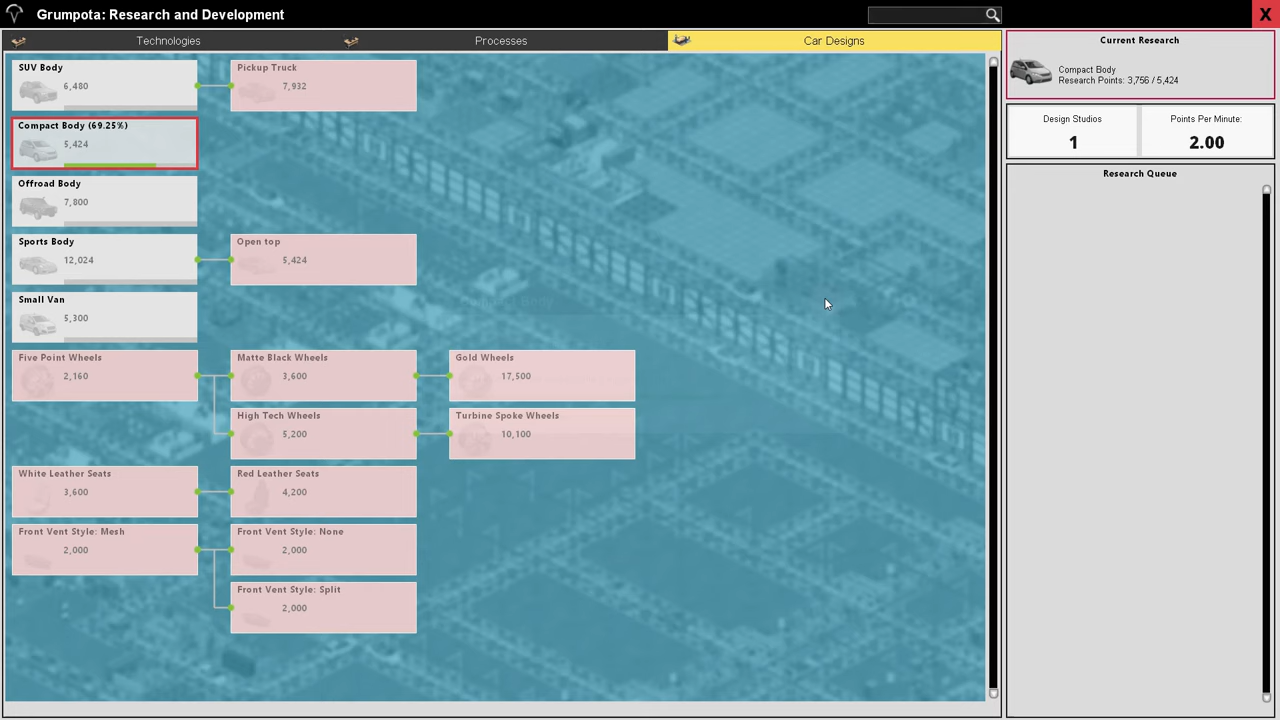 Grumpota: Research and Development
X
Technologies
Processes
Car Designs
SUV Body
6,480
Pickup Truck
7,932
Compact Body (69.25%)
5,424
Offroad Body
7,800
Sports Body
12,024
Open top
5,424
Small Van
5,300
Five Point Wheels
2,160
Matte Black Wheels
3,600
Gold Wheels
17,500
High Tech Wheels
5,200
Turbine Spoke Wheels
10,100
White Leather Seats
3,600
Red Leather Seats
4,200
Front Vent Style: Mesh
2,000
Front Vent Style: None
2,000
Front Vent Style: Split
2,000
Current Research
Compact Body
Research Points: 3,756 / 5,424
Design Studios
1
Points Per Minute:
2.00
Research Queue